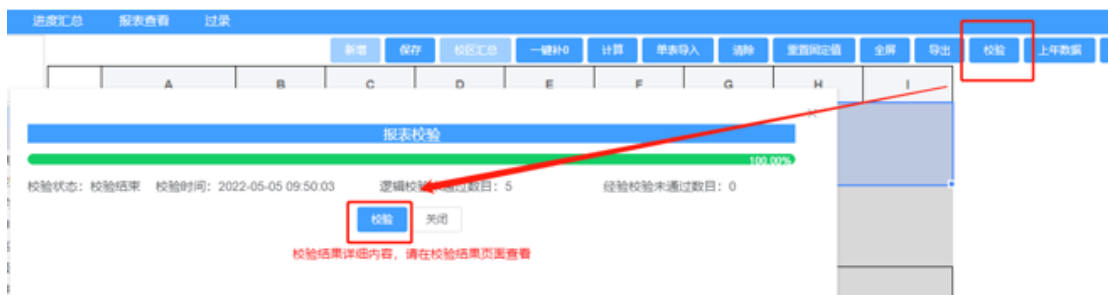 进度汇总 报表查看 过录
新增 保存 校区汇总 一键补0 计算 单表导入 清除 重置固定值 全屏 导出 校验 上年数据
A B C D E F G H I
报表校验
100.00%
校验状态：校验结束 校验时间：2022-05-05 09:50:03 逻辑校验未通过数目：5 经验校验未通过数目：0
校验 关闭
校验结果详细内容，请在校验结果页面查看